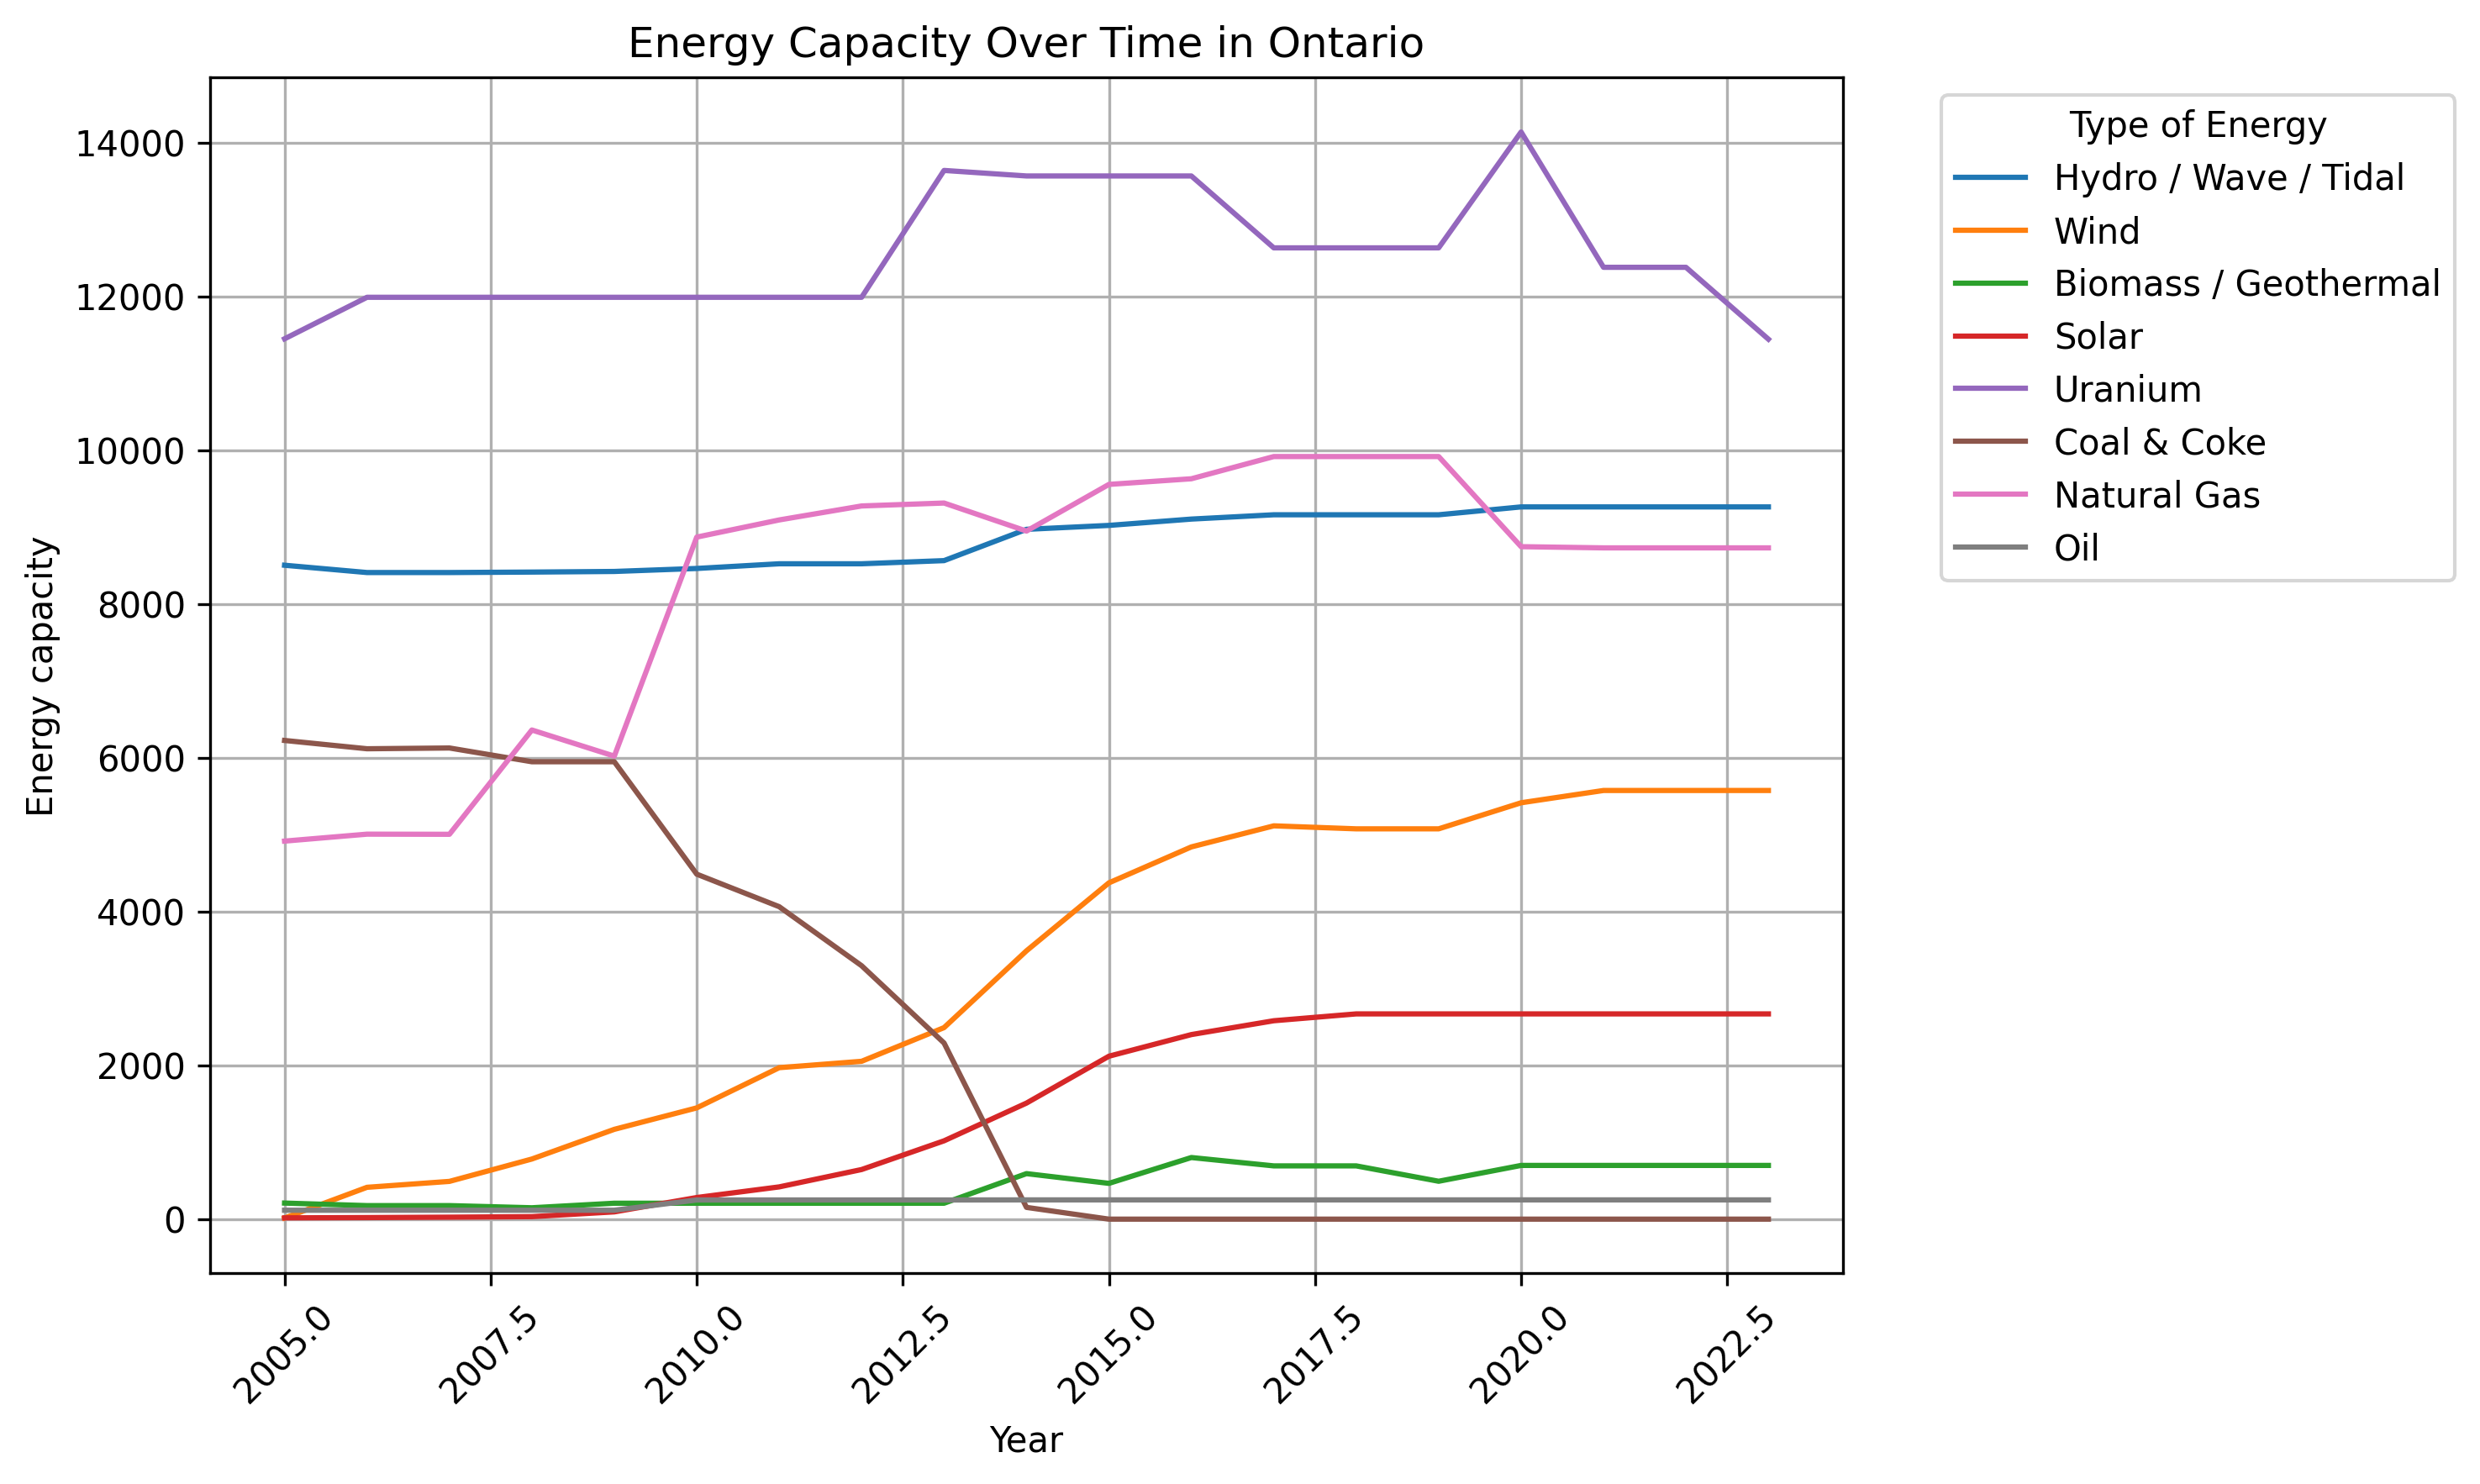 Energy Capacity Over Time in Ontario
Energy capacity
14000
12000
10000
8000
6000
4000
2000
0
2005.0
2007.5
2010.0
2012.5
2015.0
2017.5
2020.0
2022.5
Year
Type of Energy
Hydro / Wave / Tidal
Wind
Biomass / Geothermal
Solar
Uranium
Coal & Coke
Natural Gas
Oil